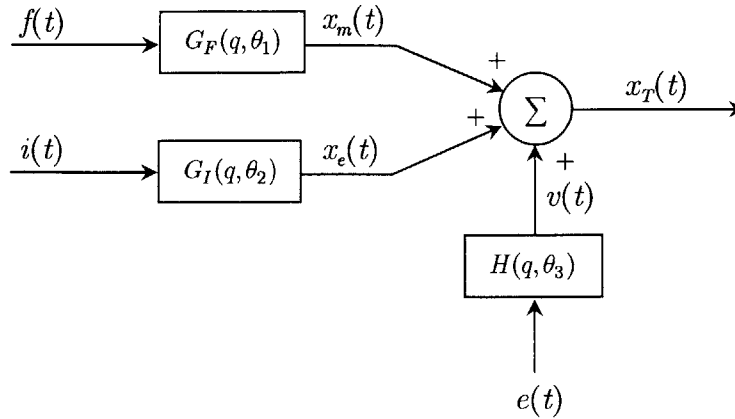 f(t)
G_F(q,θ_1)
x_m(t)
+
i(t)
G_I(q,θ_2)
x_e(t)
+
Σ
x_T(t)
+
v(t)
H(q,θ_3)
e(t)